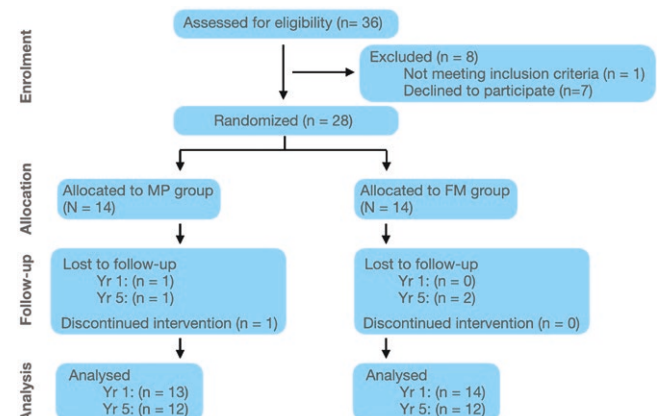 Enrolment
Assessed for eligibility (n= 36)
Excluded (n = 8)
Not meeting inclusion criteria (n = 1)
Declined to participate (n=7)
Randomized (n = 28)
Allocation
Allocated to MP group
(N = 14)
Allocated to FM group
(N = 14)
Follow-up
Lost to follow-up
Yr 1: (n = 1)
Yr 5: (n = 1)
Discontinued intervention (n = 1)
Lost to follow-up
Yr 1: (n = 0)
Yr 5: (n = 2)
Discontinued intervention (n = 0)
Analysis
Analysed
Yr 1: (n = 13)
Yr 5: (n = 12)
Analysed
Yr 1: (n = 14)
Yr 5: (n = 12)